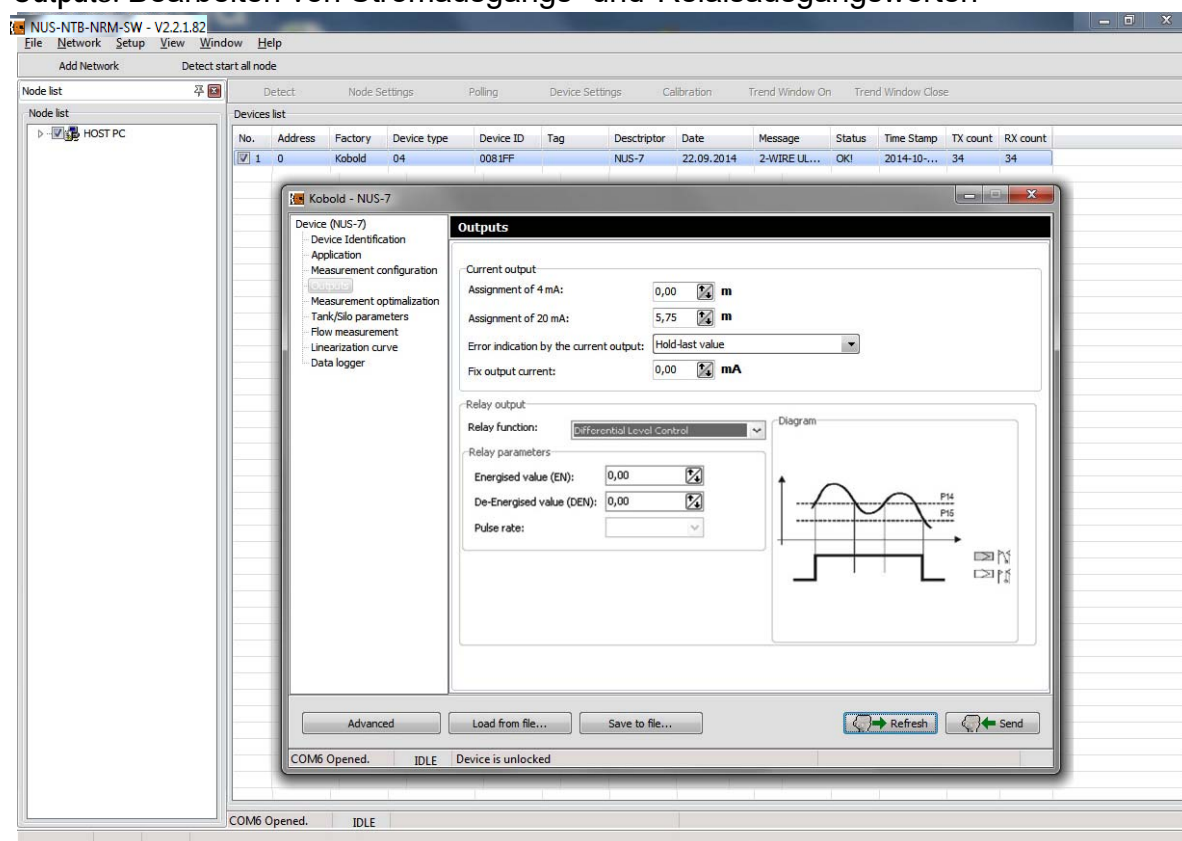 Outputs: Bearbeiten von Stromausgangs- und Relaisausgangswerten
NUS-NTB-NRM-SW - V2.2.1.82
File Network Setup View Window Help
Add Network Detect start all node
Node list
Detect Node Settings Polling Device Settings Calibration Trend Window On Trend Window Close
Node list
Devices list
HOST PC
No. Address Factory Device type Device ID Tag Desctriptor Date Message Status Time Stamp TX count RX count
1 0 Kobold 04 0081FF NUS-7 22.09.2014 2-WIRE UL... OK! 2014-10-... 34 34
Kobold - NUS-7
Device (NUS-7)
Device Identification
Application
Measurement configuration
Outputs
Measurement optimalization
Tank/Silo parameters
Flow measurement
Linearization curve
Data logger
Outputs
Current output
Assignment of 4 mA: 0,00 m
Assignment of 20 mA: 5,75 m
Error indication by the current output: Hold-last value
Fix output current: 0,00 mA
Relay output
Relay function: Differential Level Control
Relay parameters
Energised value (EN): 0,00
De-Energised value (DEN): 0,00
Pulse rate:
Diagram
P14
P15
Advanced Load from file... Save to file... Refresh Send
COM6 Opened. IDLE Device is unlocked
COM6 Opened. IDLE